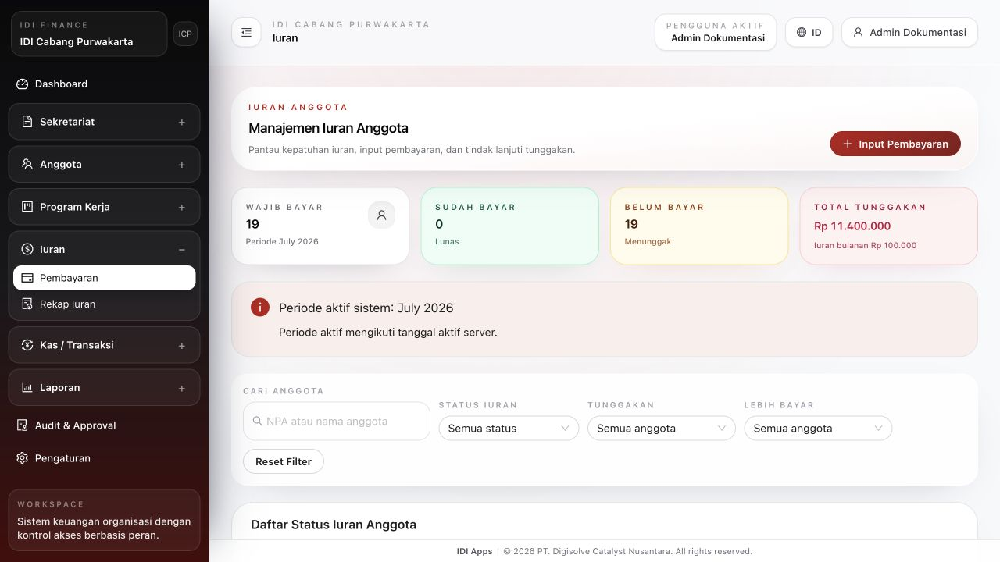 IDI FINANCE
IDI Cabang Purwakarta
ICP
Dashboard
Sekretariat
Anggota
Program Kerja
Iuran
Pembayaran
Rekap Iuran
Kas / Transaksi
Laporan
Audit & Approval
Pengaturan
WORKSPACE
Sistem keuangan organisasi dengan
kontrol akses berbasis peran.
IDI CABANG PURWAKARTA
Iuran
PENGGUNA AKTIF
Admin Dokumentasi
ID
Admin Dokumentasi
IURAN ANGGOTA
Manajemen Iuran Anggota
Pantau kepatuhan iuran, input pembayaran, dan tindak lanjuti tunggakan.
Input Pembayaran
WAJIB BAYAR
19
Periode July 2026
SUDAH BAYAR
0
Lunas
BELUM BAYAR
19
Menunggak
TOTAL TUNGGAKAN
Rp 11.400.000
Iuran bulanan Rp 100.000
Periode aktif sistem: July 2026
Periode aktif mengikuti tanggal aktif server.
CARI ANGGOTA
NPA atau nama anggota
STATUS IURAN
Semua status
TUNGGAKAN
Semua anggota
LEBIH BAYAR
Semua anggota
Reset Filter
Daftar Status Iuran Anggota
IDI Apps | © 2026 PT. Digisolve Catalyst Nusantara. All rights reserved.